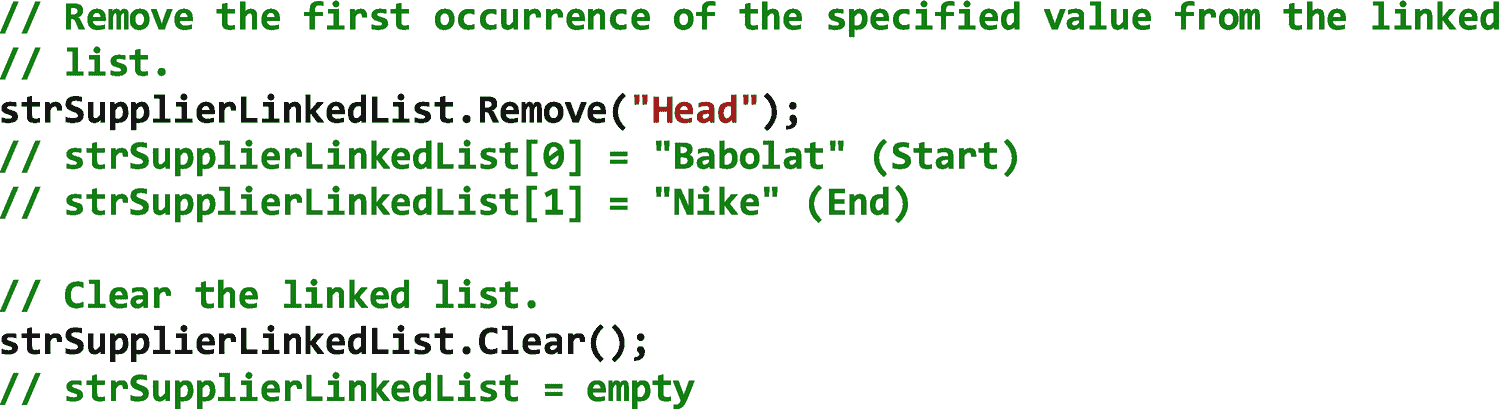 // Remove the first occurrence of the specified value from the linked
// list.
strSupplierLinkedList.Remove("Head");
// strSupplierLinkedList[0] = "Babolat" (Start)
// strSupplierLinkedList[1] = "Nike" (End)
// Clear the linked list.
strSupplierLinkedList.Clear();
// strSupplierLinkedList = empty